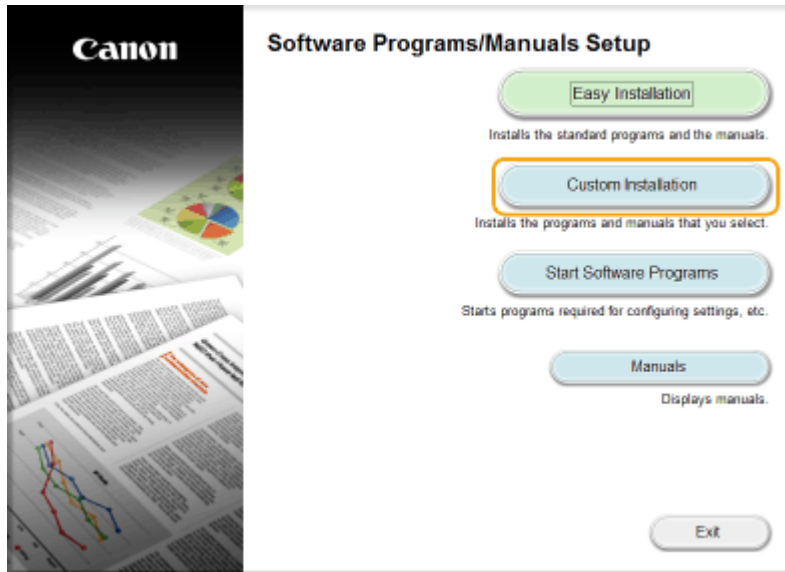 Canon
Software Programs/Manuals Setup
Easy Installation
Installs the standard programs and the manuals.
Custom Installation
Installs the programs and manuals that you select.
Start Software Programs
Starts programs required for configuring settings, etc.
Manuals
Displays manuals.
Exit